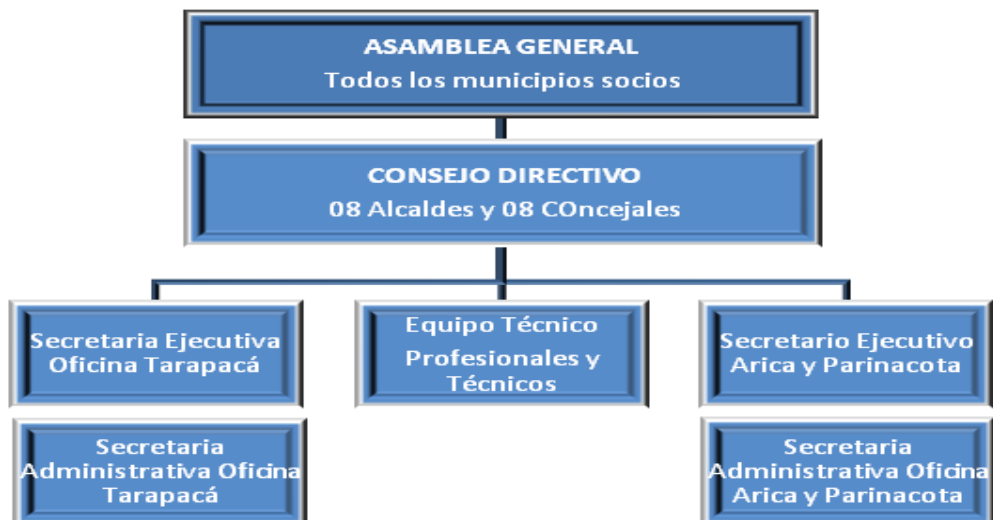 ASAMBLEA GENERAL
Todos los municipios socios
CONSEJO DIRECTIVO
08 Alcaldes y 08 COncejales
Secretaria Ejecutiva
Oficina Tarapacá
Equipo Técnico
Profesionales y
Técnicos
Secretario Ejecutivo
Arica y Parinacota
Secretaria
Administrativa Oficina
Tarapacá
Secretaria
Administrativa Oficina
Arica y Parinacota